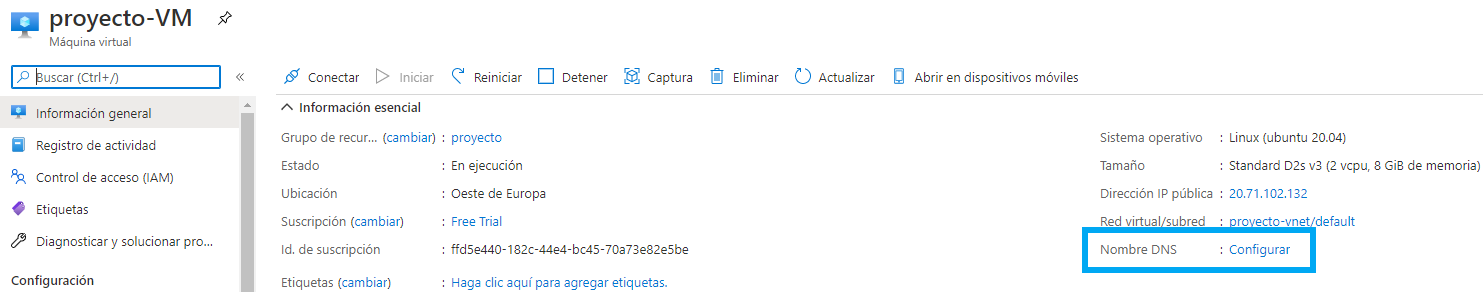 proyecto-VM
Máquina virtual
Buscar (Ctrl+/)
«
Conectar Iniciar Reiniciar Detener Captura Eliminar Actualizar Abrir en dispositivos móviles
Información general
Registro de actividad
Control de acceso (IAM)
Etiquetas
Diagnosticar y solucionar pro...
Configuración
Información esencial
Grupo de recur... (cambiar) : proyecto
Estado : En ejecución
Ubicación : Oeste de Europa
Suscripción (cambiar) : Free Trial
Id. de suscripción : ffd5e440-182c-44e4-bc45-70a73e82e5be
Etiquetas (cambiar) : Haga clic aquí para agregar etiquetas.
Sistema operativo : Linux (ubuntu 20.04)
Tamaño : Standard D2s v3 (2 vcpu, 8 GiB de memoria)
Dirección IP pública : 20.71.102.132
Red virtual/subred : proyecto-vnet/default
Nombre DNS : Configurar